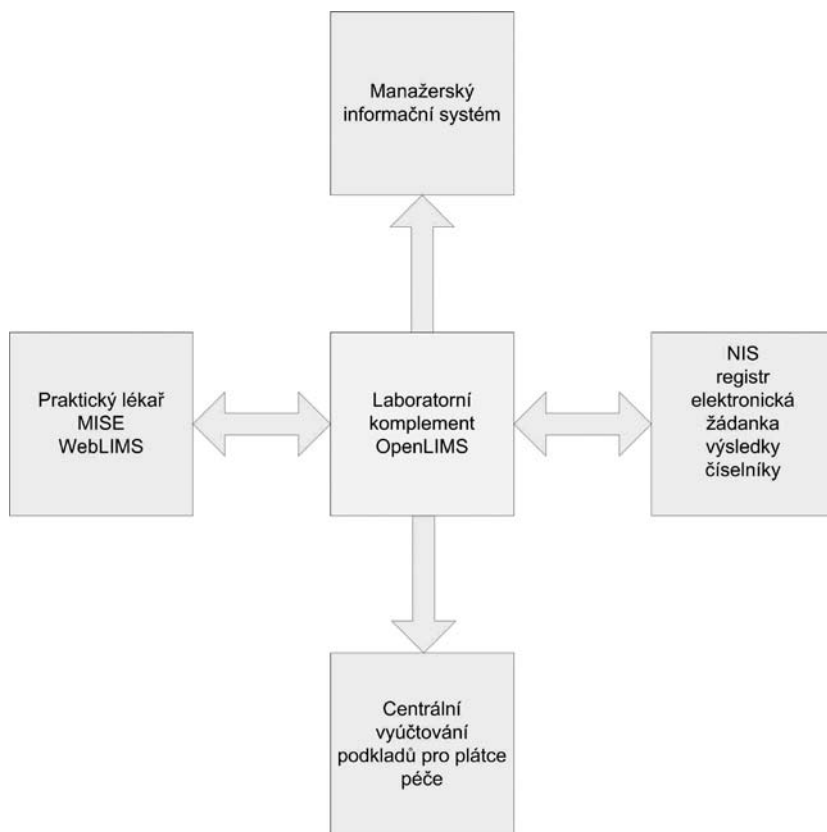 Manažerský
informační systém
Praktický lékař
MISE
WebLIMS
Laboratorní
komplement
OpenLIMS
NIS
registr
elektronická
žádanka
výsledky
číselníky
Centrální
vyúčtování
podkladů pro plátce
péče